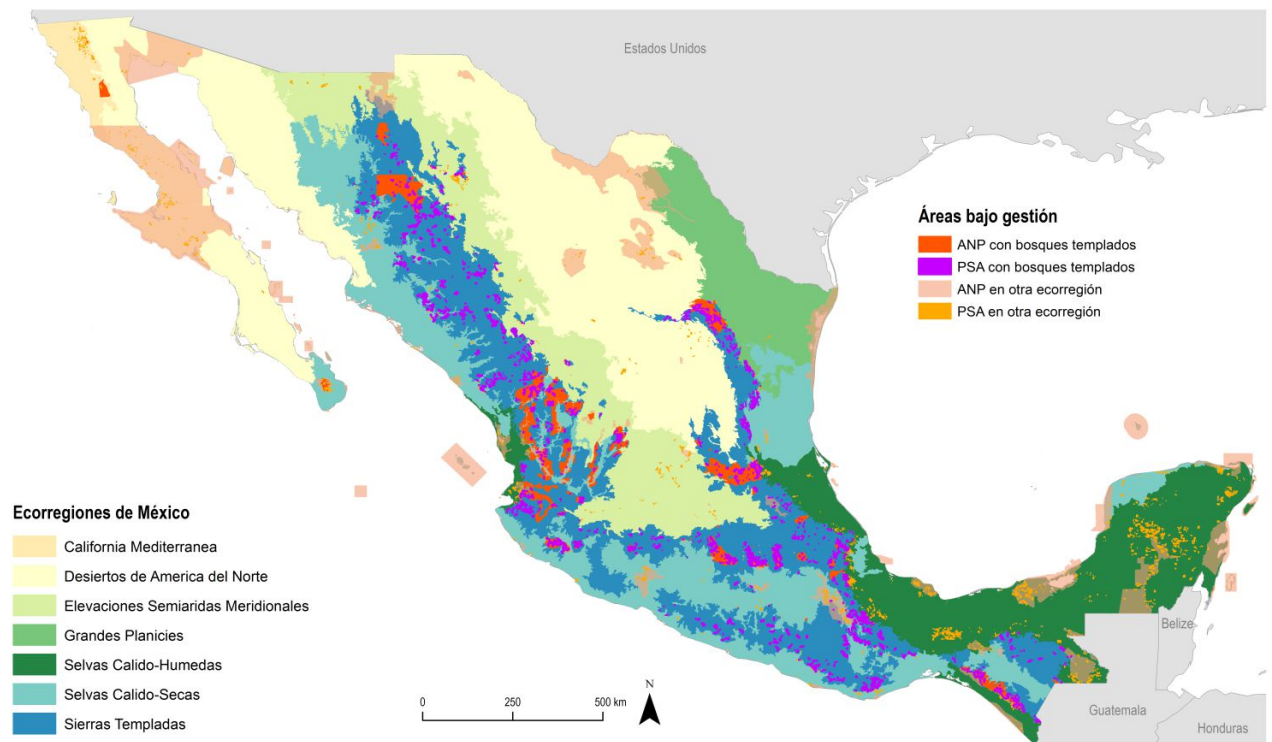 Estados Unidos
Áreas bajo gestión
ANP con bosques templados
PSA con bosques templados
ANP en otra ecorregión
PSA en otra ecorregión
Ecorregiones de México
California Mediterranea
Desiertos de America del Norte
Elevaciones Semiaridas Meridionales
Grandes Planicies
Selvas Calido-Humedas
Selvas Calido-Secas
Sierras Templadas
0 250 500 km
N
Belize
Guatemala
Honduras